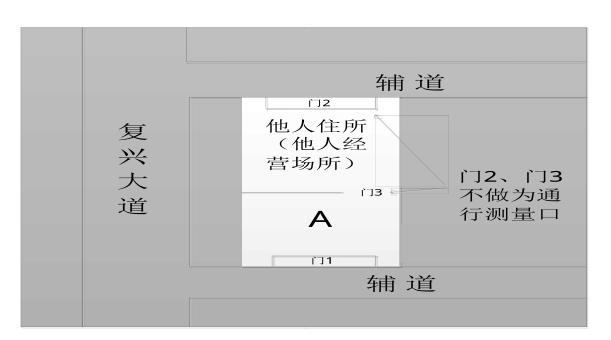 辅道
门2
他人住所
（他人经
营场所）
复兴大道
门3
门2、门3
不做为通
行测量口
A
门1
辅道